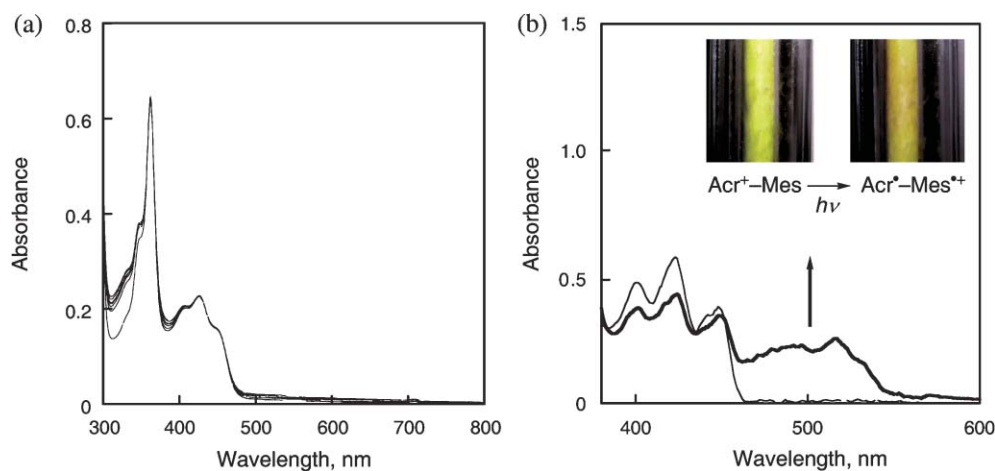 (a)
0.8
0.6
0.4
0.2
0
Absorbance
300 400 500 600 700 800
Wavelength, nm
(b)
1.5
1.0
0.5
0
Absorbance
Acr⁺–Mes
hν
Acr•–Mes•⁺
400 500 600
Wavelength, nm